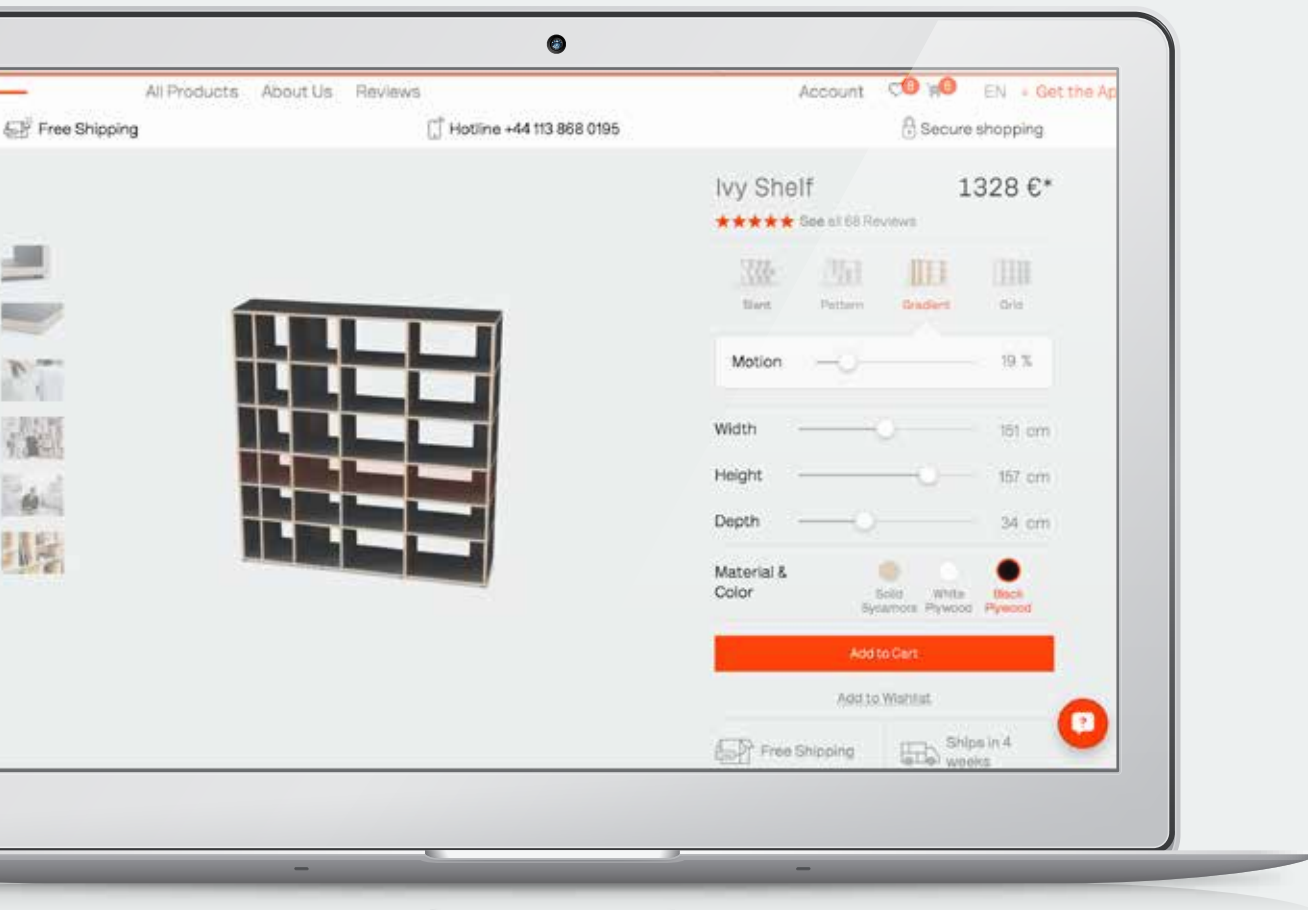 All Products About Us Reviews
Account EN Get the Ap
Free Shipping
Hotline +44 113 868 0195
Secure shopping
Ivy Shelf 1328 €*
See all 68 Reviews
Slant Pattern Gradient Grid
Motion 19 %
Width 151 cm
Height 157 cm
Depth 34 cm
Material &
Color
Solid
Sycamore
White
Plywood
Black
Plywood
Add to Cart
Add to Wishlist
Free Shipping
Ships in 4
weeks
?